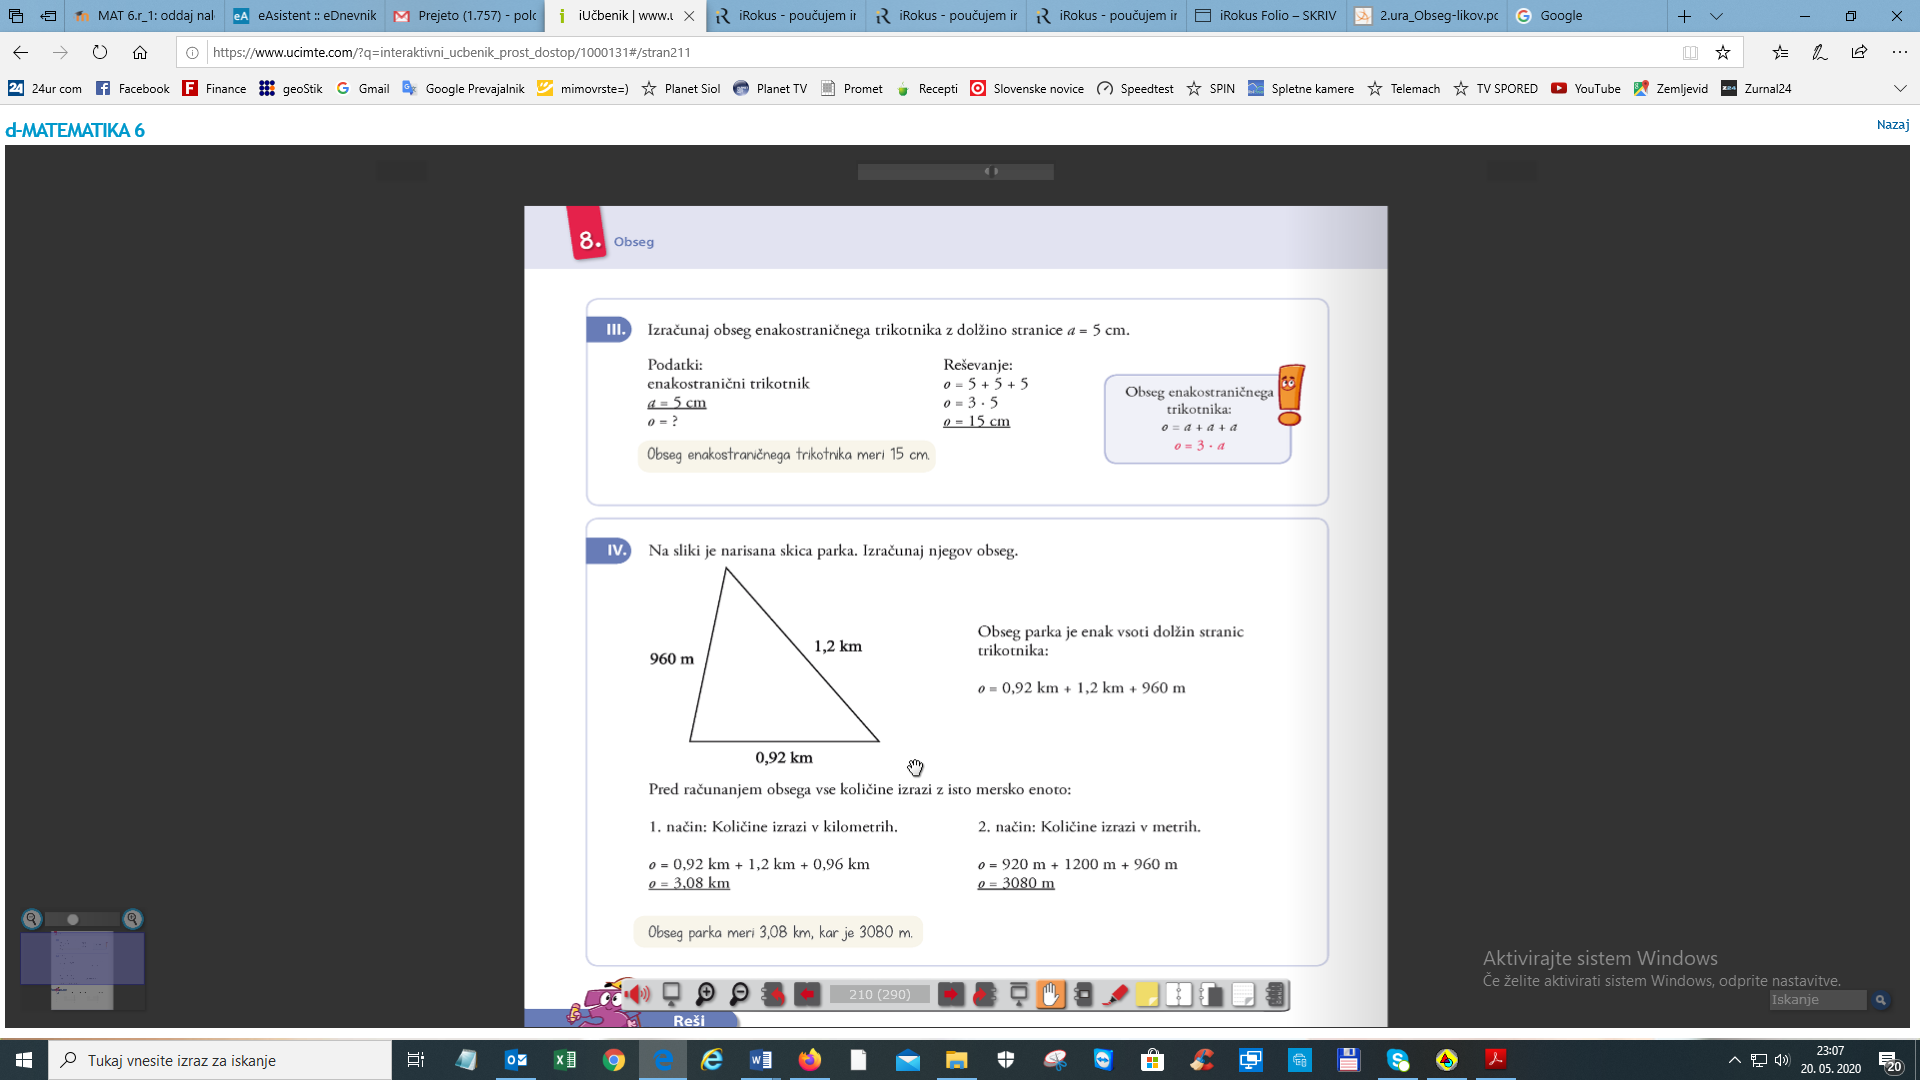 MAT 6.r_1: oddaj nal
eAsistent :: eDnevnik
Prejeto (1.757) - polo
iUčbenik | www.u
iRokus - poučujem in
iRokus - poučujem in
iRokus - poučujem in
iRokus Folio – SKRIV
2.ura_Obseg-likov.pd
Google
https://www.ucimte.com/?q=interaktivni_ucbenik_prost_dostop/1000131#/stran211
24ur com
Facebook
Finance
geoStik
Gmail
Google Prevajalnik
mimovrste=)
Planet Siol
Planet TV
Promet
Recepti
Slovenske novice
Speedtest
SPIN
Spletne kamere
Telemach
TV SPORED
YouTube
Zemljevid
Zurnal24
d-MATEMATIKA 6
Nazaj
8. Obseg
III. Izračunaj obseg enakostraničnega trikotnika z dolžino stranice a = 5 cm.
Podatki:
enakostranični trikotnik
a = 5 cm
o = ?
Reševanje:
o = 5 + 5 + 5
o = 3 · 5
o = 15 cm
Obseg enakostraničnega
trikotnika:
o = a + a + a
o = 3 · a
Obseg enakostraničnega trikotnika meri 15 cm.
IV. Na sliki je narisana skica parka. Izračunaj njegov obseg.
960 m
1,2 km
0,92 km
Obseg parka je enak vsoti dolžin stranic
trikotnika:
o = 0,92 km + 1,2 km + 960 m
Pred računanjem obsega vse količine izrazi z isto mersko enoto:
1. način: Količine izrazi v kilometrih.
o = 0,92 km + 1,2 km + 0,96 km
o = 3,08 km
2. način: Količine izrazi v metrih.
o = 920 m + 1200 m + 960 m
o = 3080 m
Obseg parka meri 3,08 km, kar je 3080 m.
210 (290)
Reši
Aktivirajte sistem Windows
Če želite aktivirati sistem Windows, odprite nastavitve.
Iskanje
Tukaj vnesite izraz za iskanje
23:07
20. 05. 2020
20